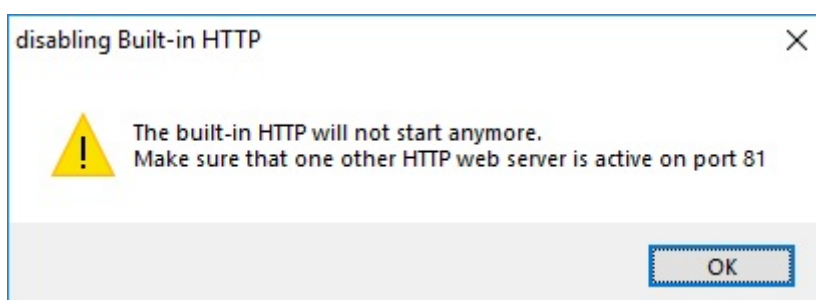 disabling Built-in HTTP
The built-in HTTP will not start anymore.
Make sure that one other HTTP web server is active on port 81
OK